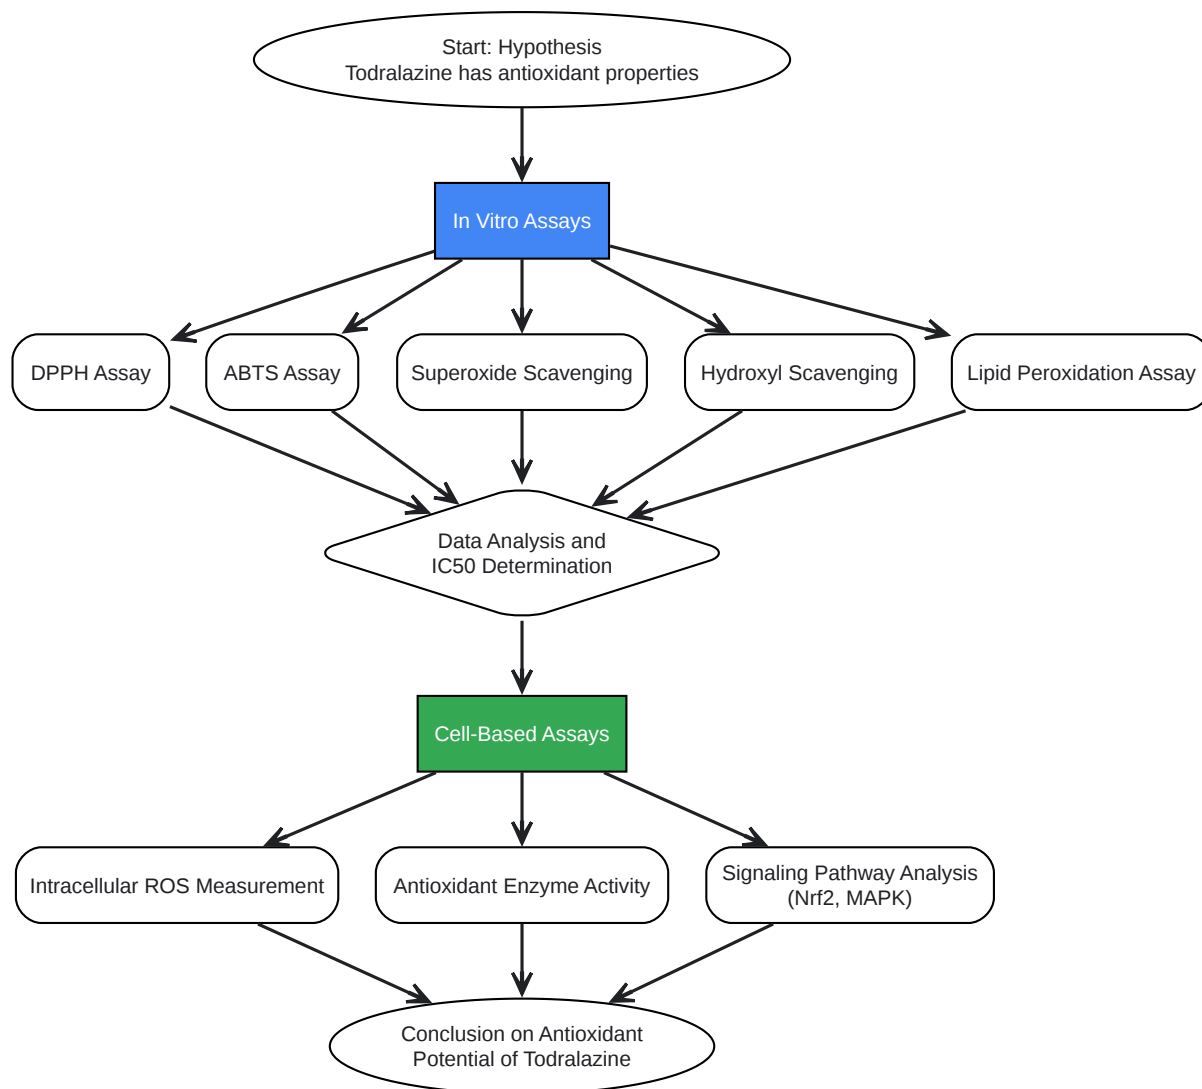 Start: Hypothesis
Todralazine has antioxidant properties
In Vitro Assays
DPPH Assay
ABTS Assay
Superoxide Scavenging
Hydroxyl Scavenging
Lipid Peroxidation Assay
Data Analysis and
IC50 Determination
Cell-Based Assays
Intracellular ROS Measurement
Antioxidant Enzyme Activity
Signaling Pathway Analysis
(Nrf2, MAPK)
Conclusion on Antioxidant
Potential of Todralazine